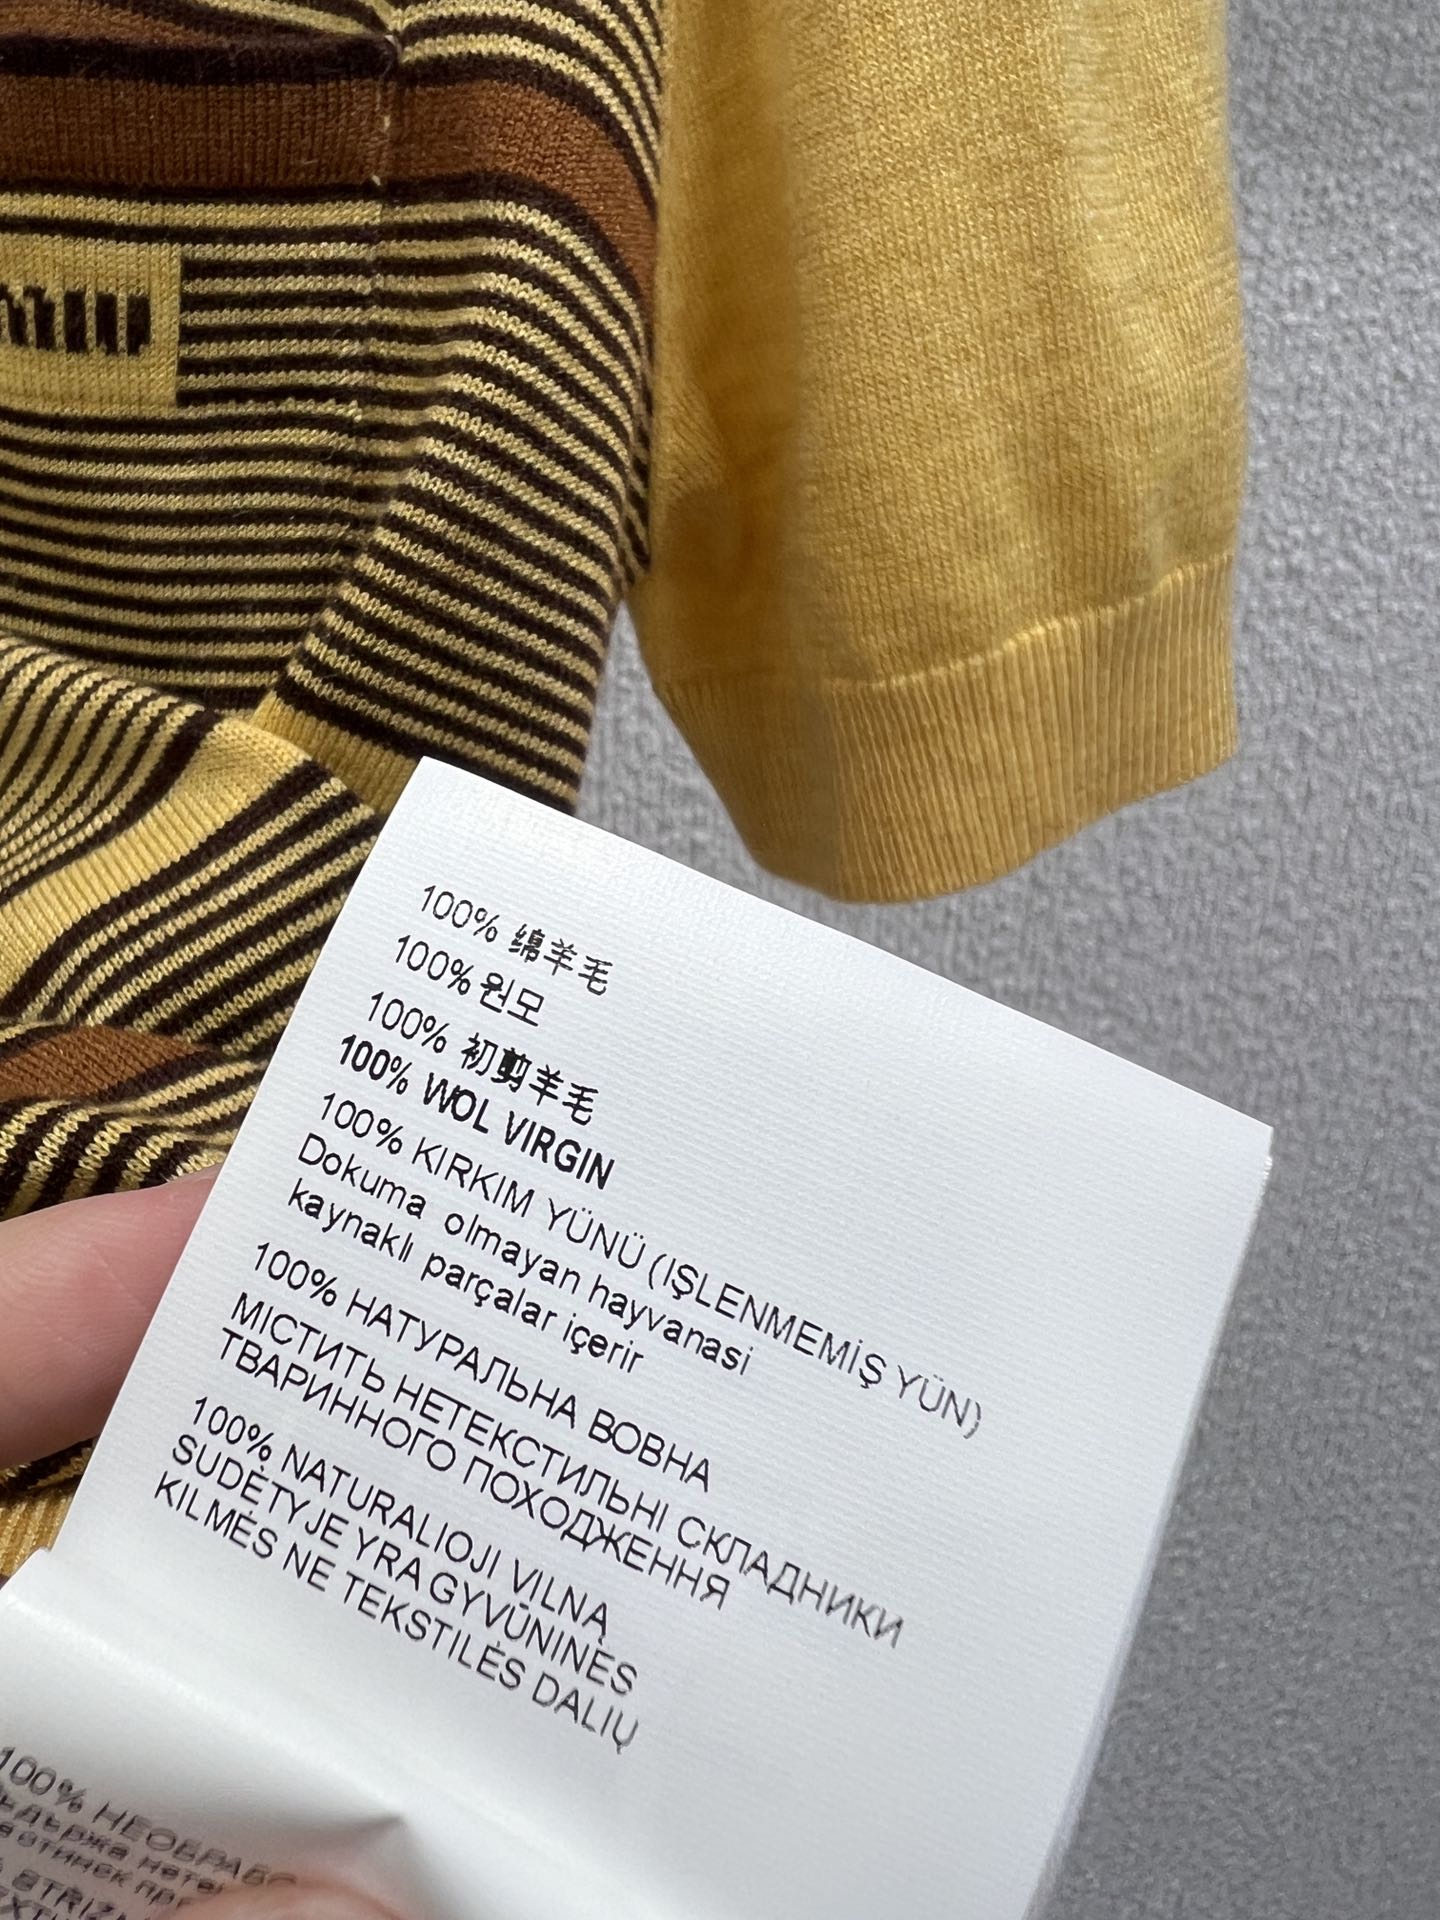 100% 绵羊毛
100% 원모
100% 初剪羊毛
100% WOL VIRGIN
100% KIRKIM YÜNÜ (IŞLENMEMİŞ YÜN)
Dokuma olmayan hayvanasi
kaynaklı parçalar içerir
100% НАТУРАЛЬНА ВОВНА
МІСТИТЬ НЕТЕКСТИЛЬНІ СКЛАДНИКИ
ТВАРИННОГО ПОХОДЖЕННЯ
100% NATURALIOJI VILNĄ
SUDĖTYJE YRA GYVŪNINĖS
KILMĖS NE TEKSTILĖS DALIŲ
100%